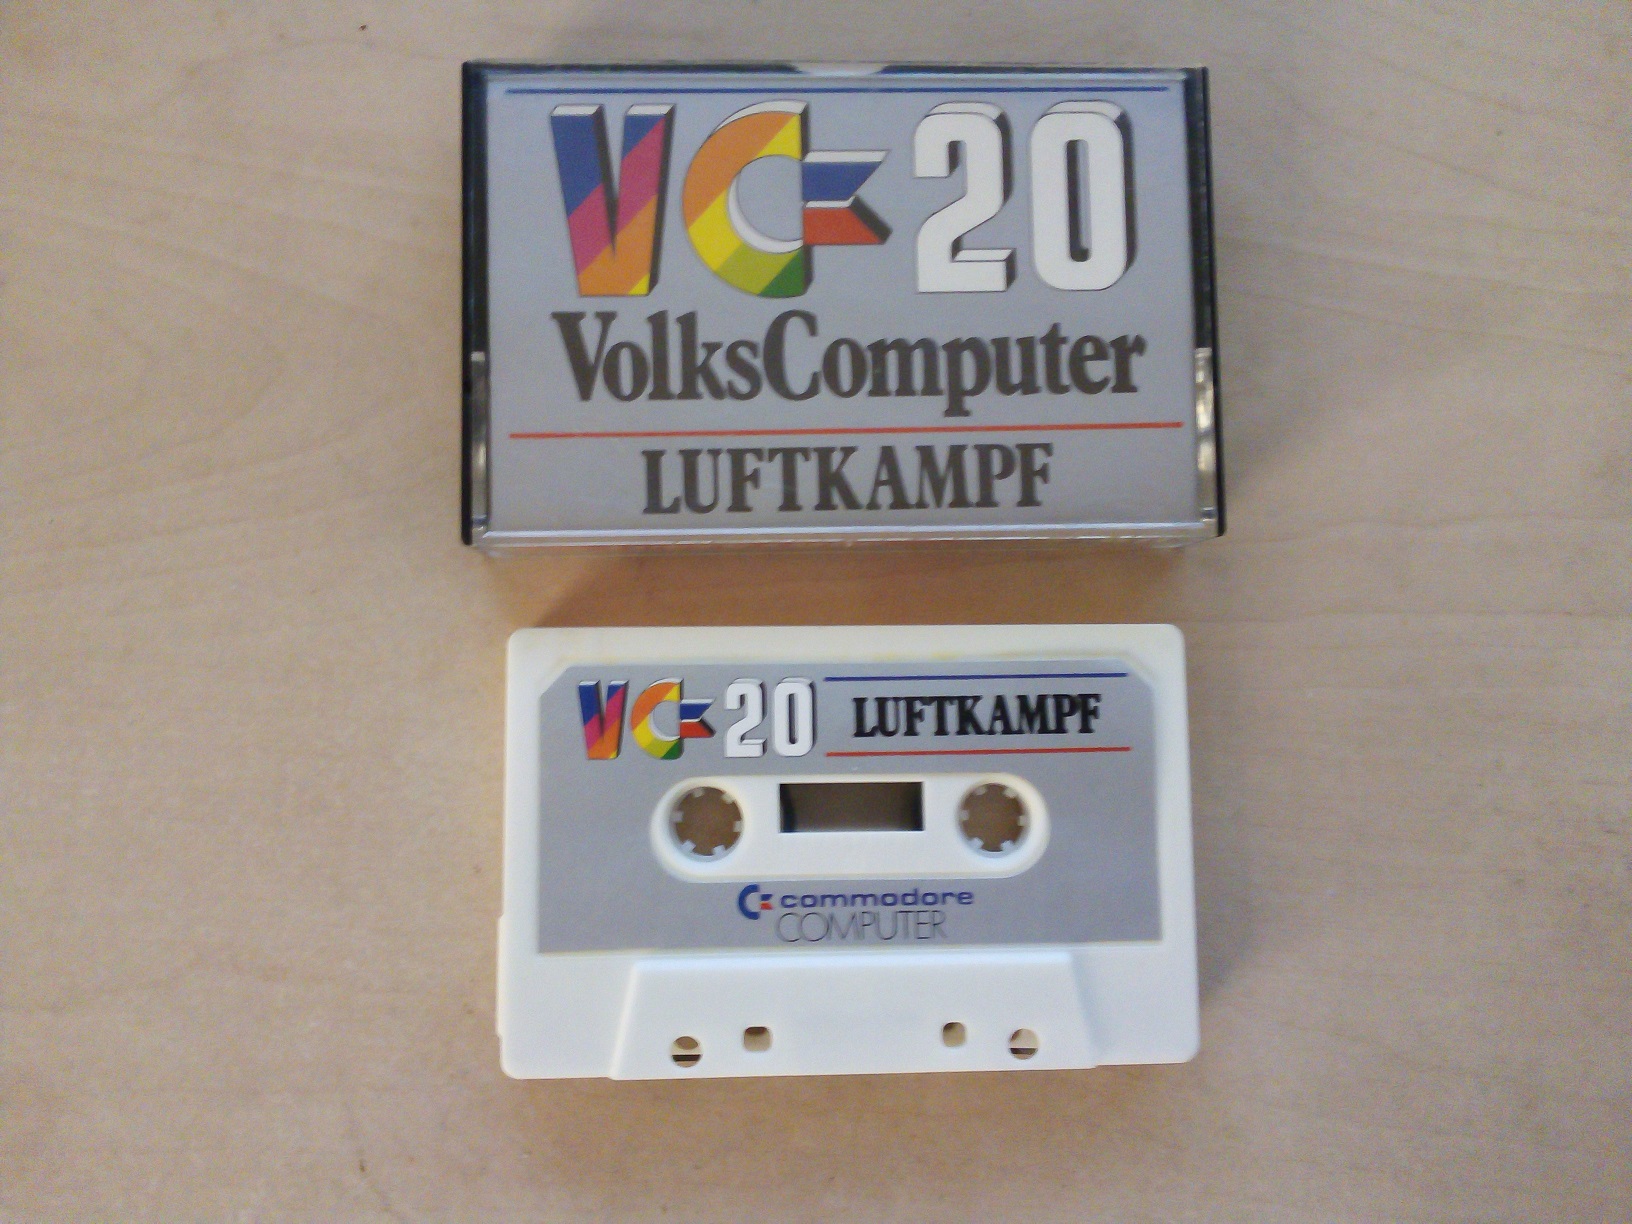 VC 20
VolksComputer
LUFTKAMPF
VC 20 LUFTKAMPF
commodore
COMPUTER